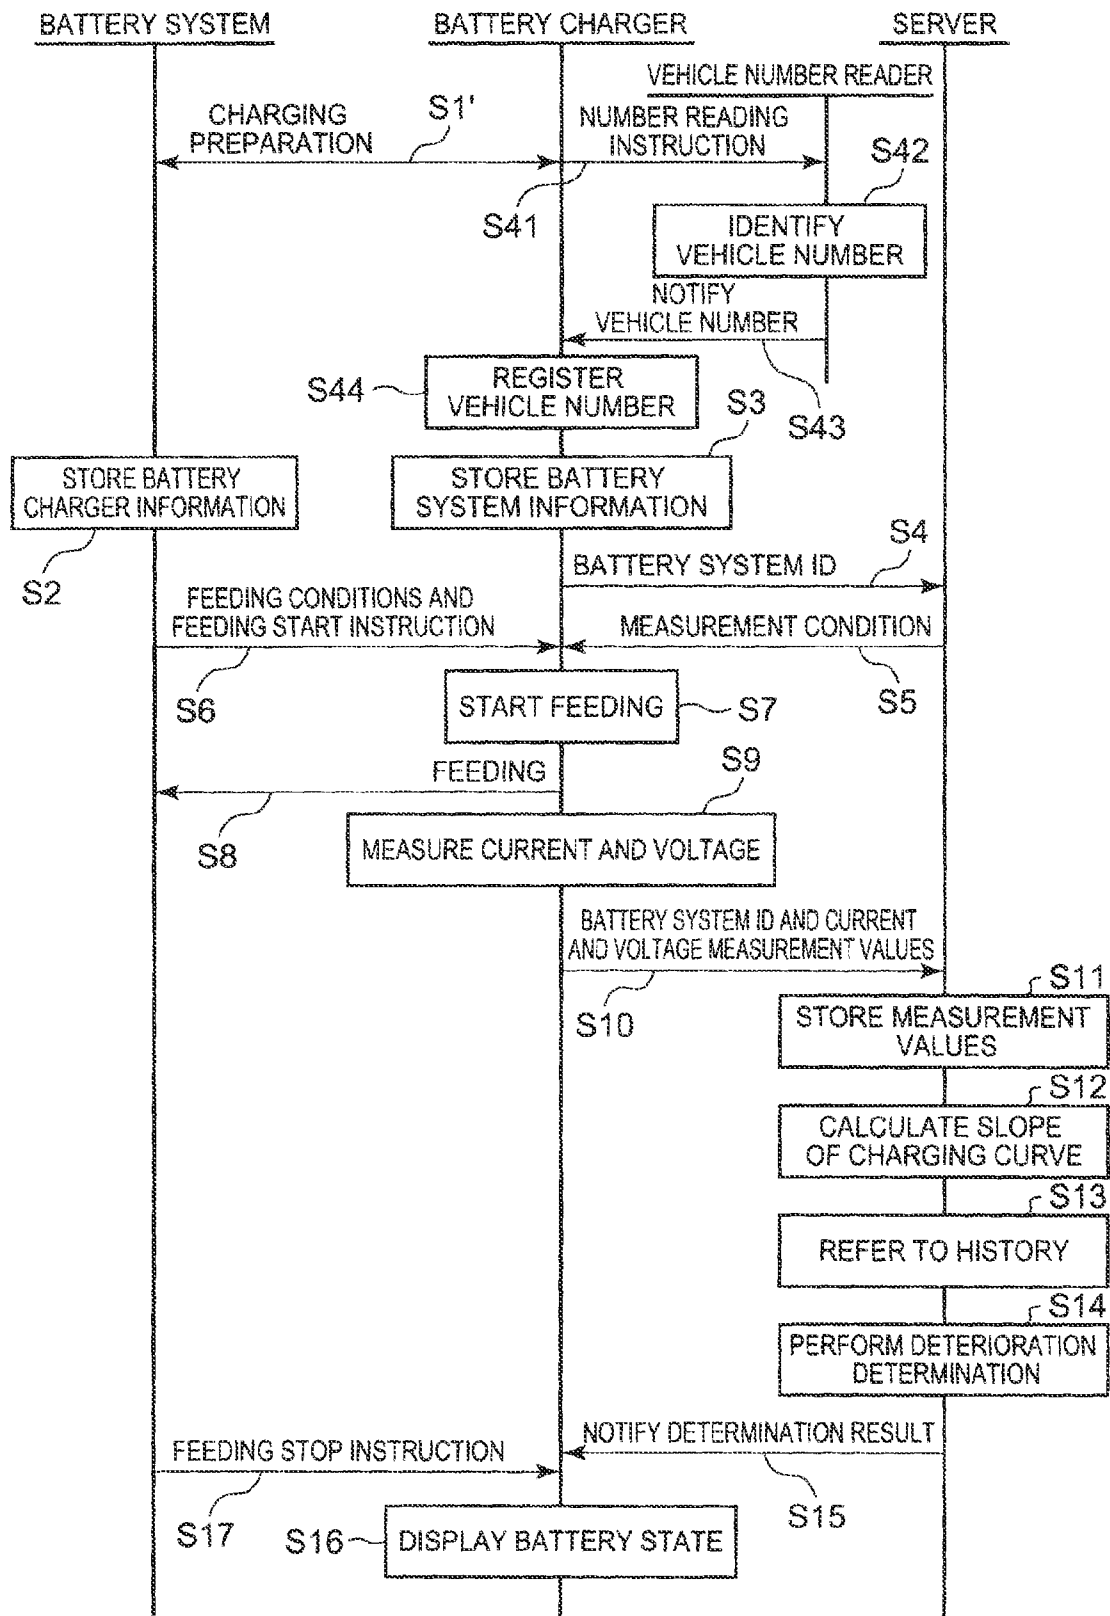 BATTERY SYSTEM
BATTERY CHARGER
SERVER
VEHICLE NUMBER READER
CHARGING
PREPARATION
S1'
NUMBER READING
INSTRUCTION
S41
S42
IDENTIFY
VEHICLE NUMBER
NOTIFY
VEHICLE NUMBER
S43
S44
REGISTER
VEHICLE NUMBER
S3
STORE BATTERY
CHARGER INFORMATION
STORE BATTERY
SYSTEM INFORMATION
S2
BATTERY SYSTEM ID
S4
FEEDING CONDITIONS AND
FEEDING START INSTRUCTION
MEASUREMENT CONDITION
S6
S5
START FEEDING
S7
FEEDING
S8
S9
MEASURE CURRENT AND VOLTAGE
BATTERY SYSTEM ID AND CURRENT
AND VOLTAGE MEASUREMENT VALUES
S10
S11
STORE MEASUREMENT
VALUES
S12
CALCULATE SLOPE
OF CHARGING CURVE
S13
REFER TO HISTORY
S14
PERFORM DETERIORATION
DETERMINATION
NOTIFY DETERMINATION RESULT
FEEDING STOP INSTRUCTION
S15
S17
S16
DISPLAY BATTERY STATE